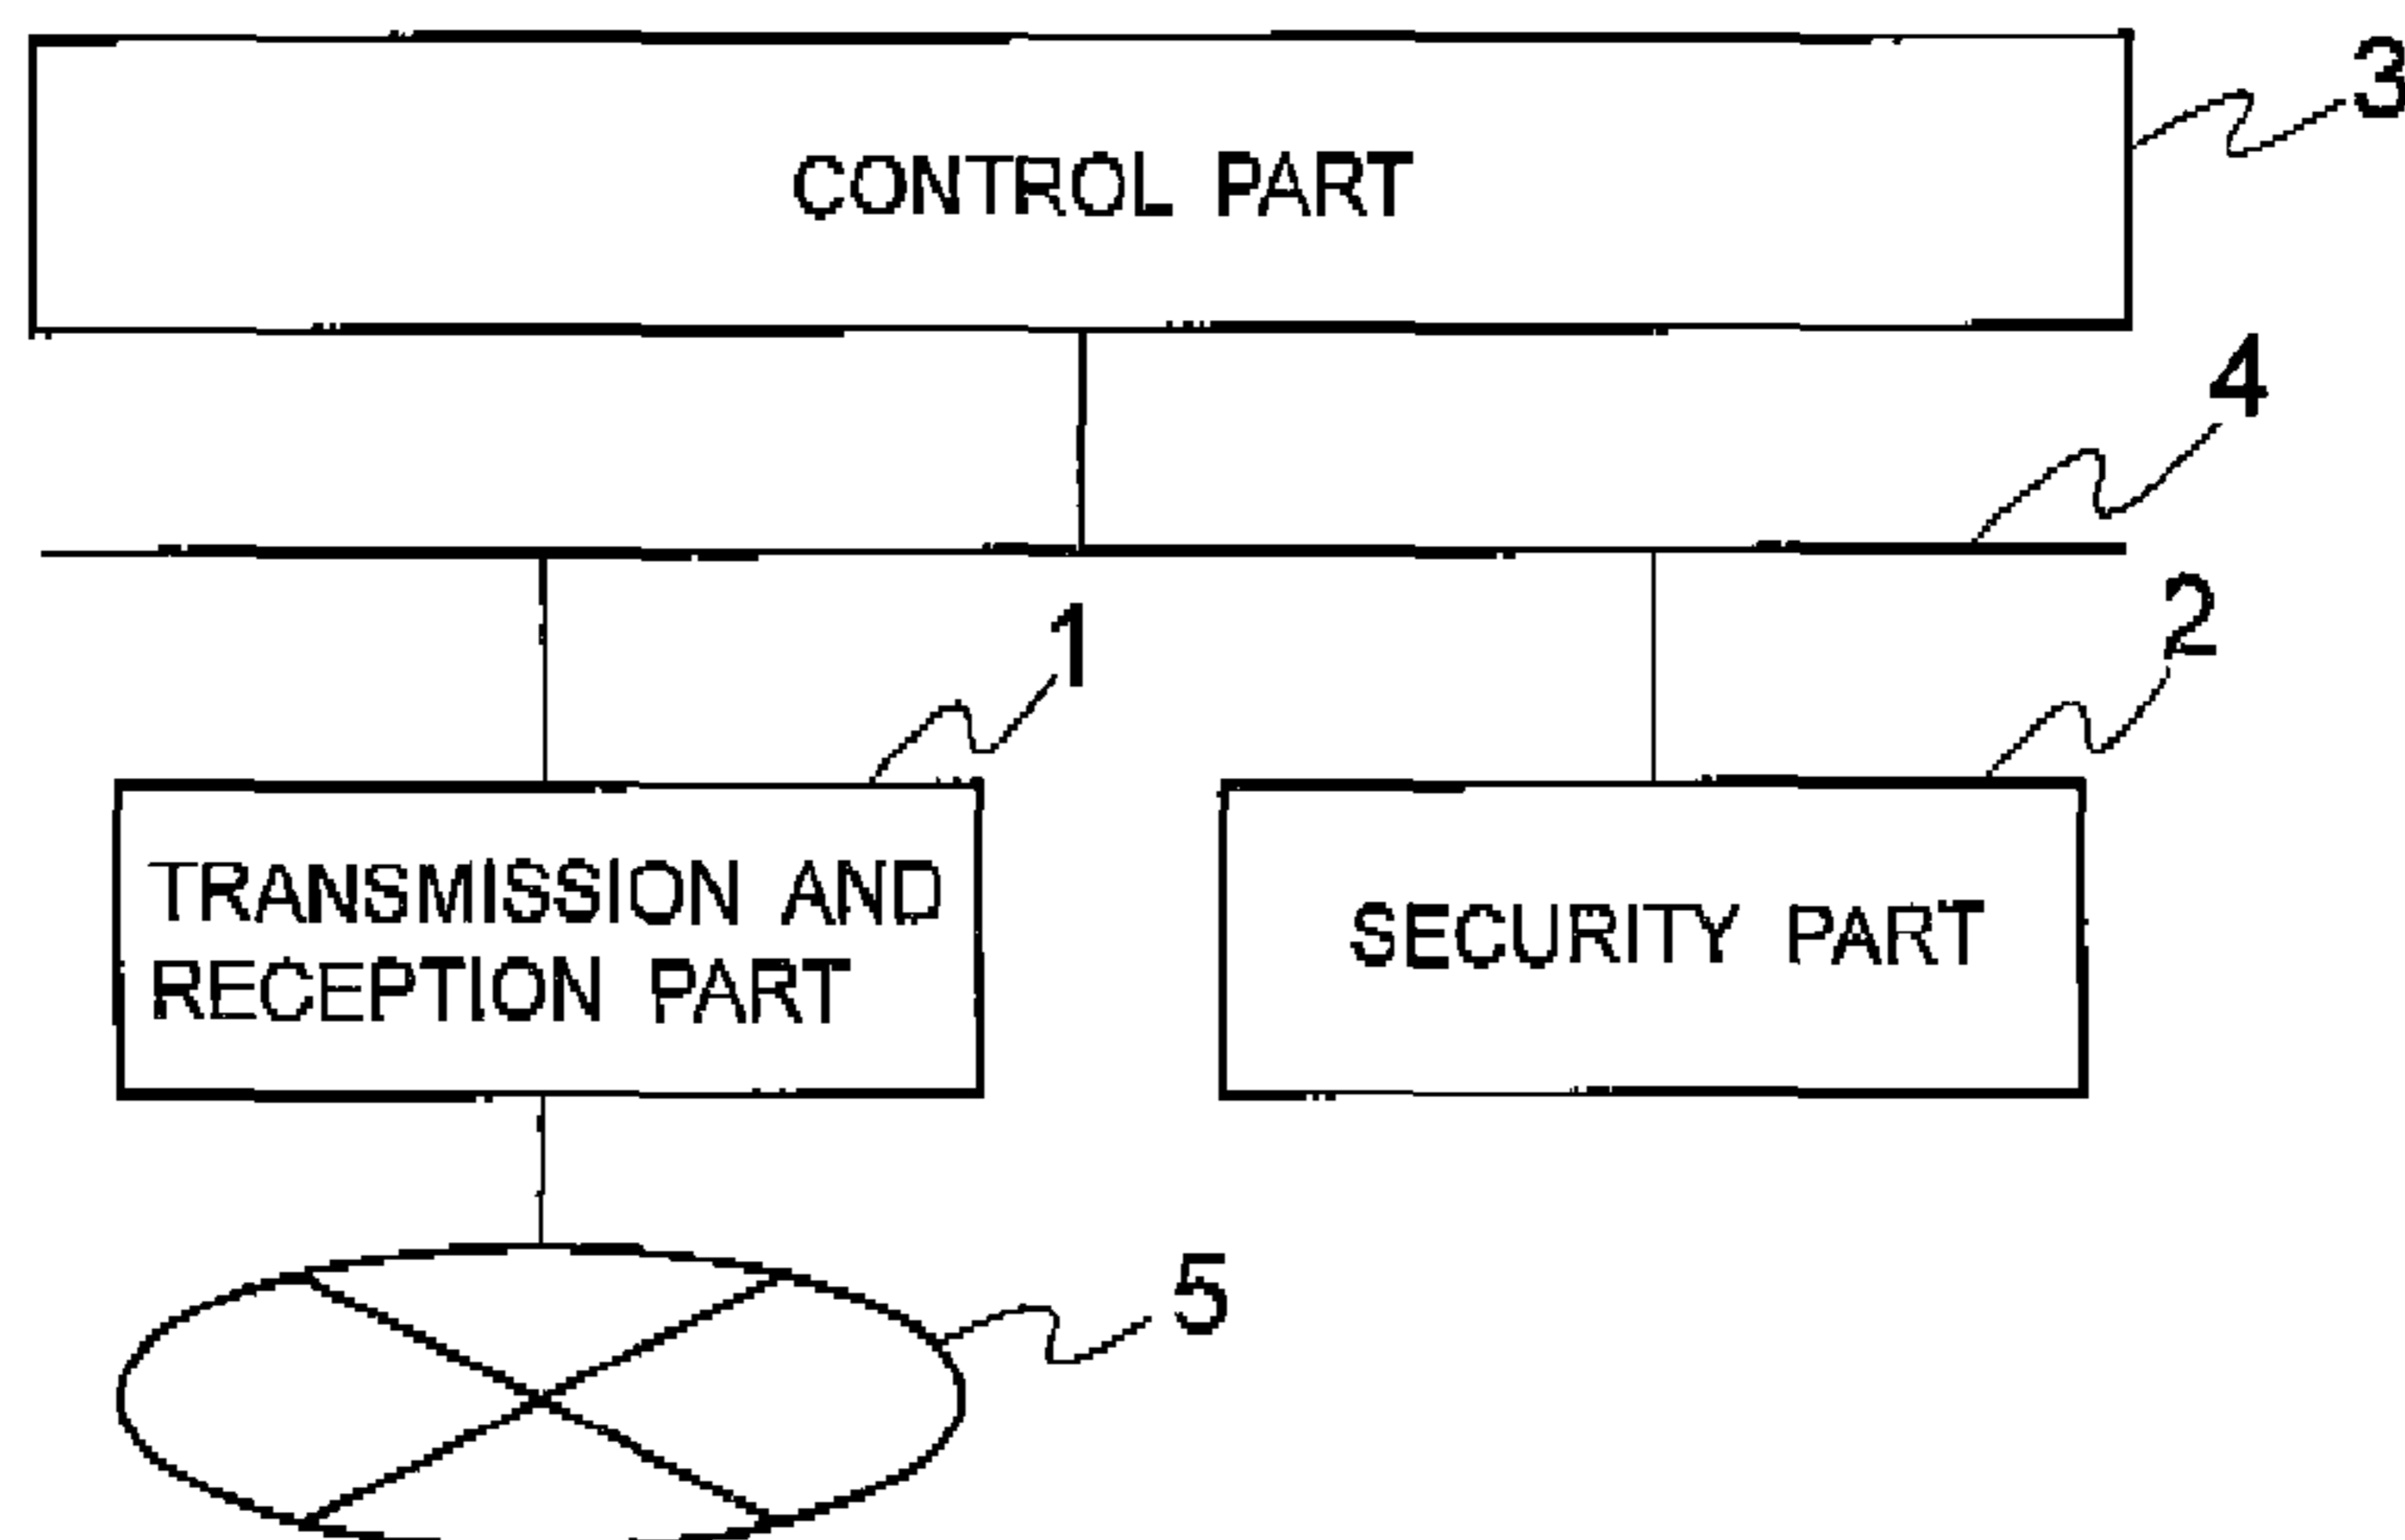 3
CONTROL PART
4
2
1
TRANSMISSION AND
RECEPTION PART
SECURITY PART
5